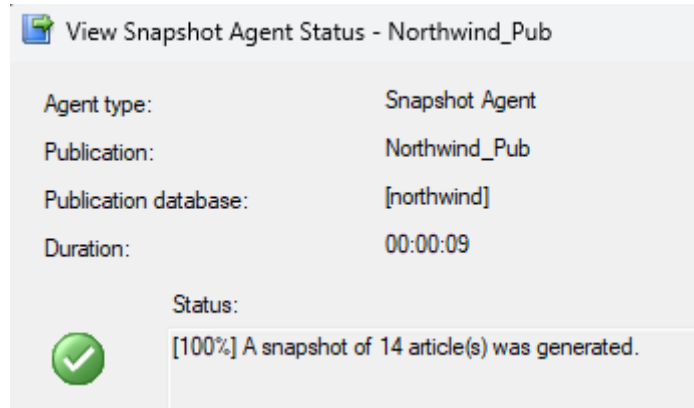 View Snapshot Agent Status - Northwind_Pub
Agent type: Snapshot Agent
Publication: Northwind_Pub
Publication database: [northwind]
Duration: 00:00:09
Status:
[100%] A snapshot of 14 article(s) was generated.